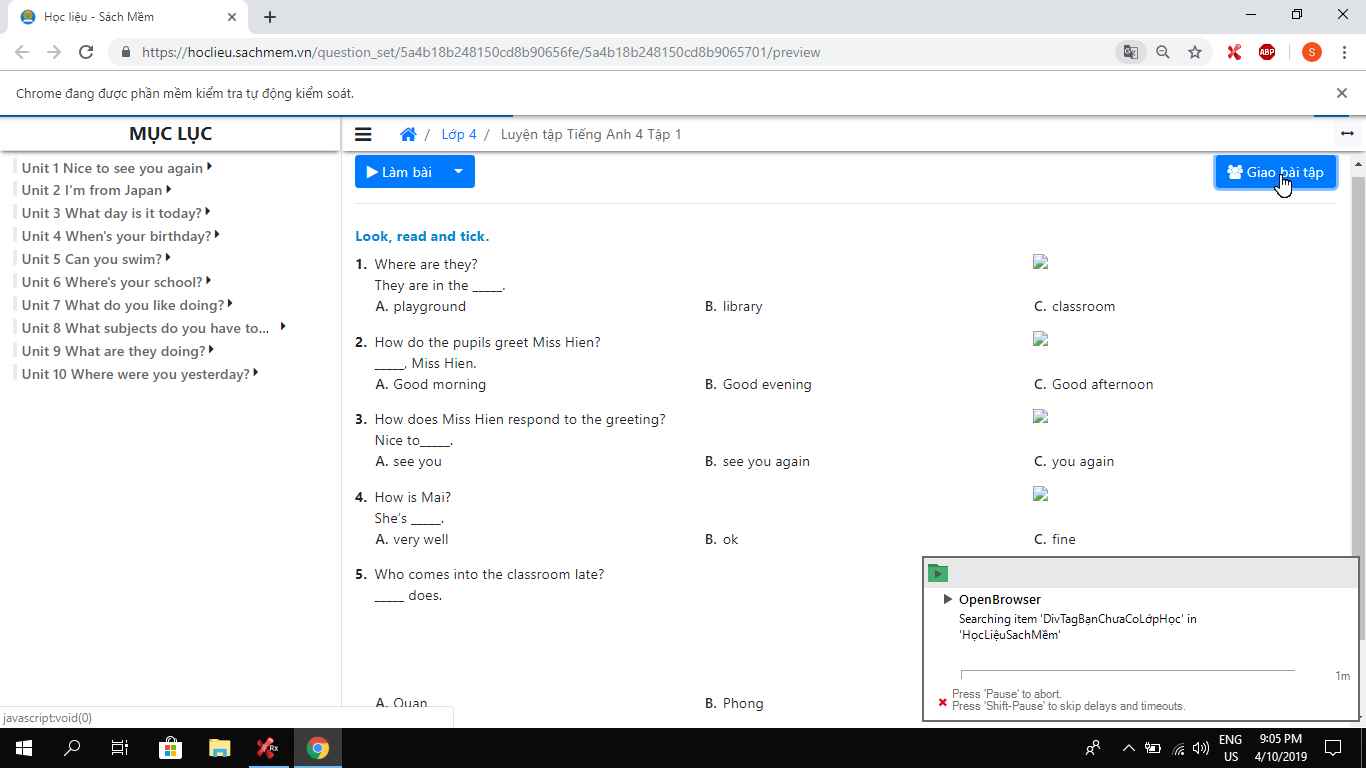 Học liệu - Sách Mềm
https://hoclieu.sachmem.vn/question_set/5a4b18b248150cd8b90656fe/5a4b18b248150cd8b9065701/preview
ABP
S
Chrome đang được phần mềm kiểm tra tự động kiểm soát.
MỤC LỤC
/ Lớp 4 / Luyện tập Tiếng Anh 4 Tập 1
Unit 1 Nice to see you again
Unit 2 I'm from Japan
Unit 3 What day is it today?
Unit 4 When's your birthday?
Unit 5 Can you swim?
Unit 6 Where's your school?
Unit 7 What do you like doing?
Unit 8 What subjects do you have to...
Unit 9 What are they doing?
Unit 10 Where were you yesterday?
Làm bài
Giao bài tập
Look, read and tick.
1. Where are they?
They are in the _____.
A. playground B. library C. classroom
2. How do the pupils greet Miss Hien?
_____, Miss Hien.
A. Good morning B. Good evening C. Good afternoon
3. How does Miss Hien respond to the greeting?
Nice to_____.
A. see you B. see you again C. you again
4. How is Mai?
She's _____.
A. very well B. ok C. fine
5. Who comes into the classroom late?
_____ does.
A. Quan B. Phong
OpenBrowser
Searching item 'DivTagBạnChưaCoLớpHọc' in
'HọcLiệuSachMềm'
1m
Press 'Pause' to abort.
Press 'Shift-Pause' to skip delays and timeouts.
javascript:void(0)
Rx
ENG
US
9:05 PM
4/10/2019